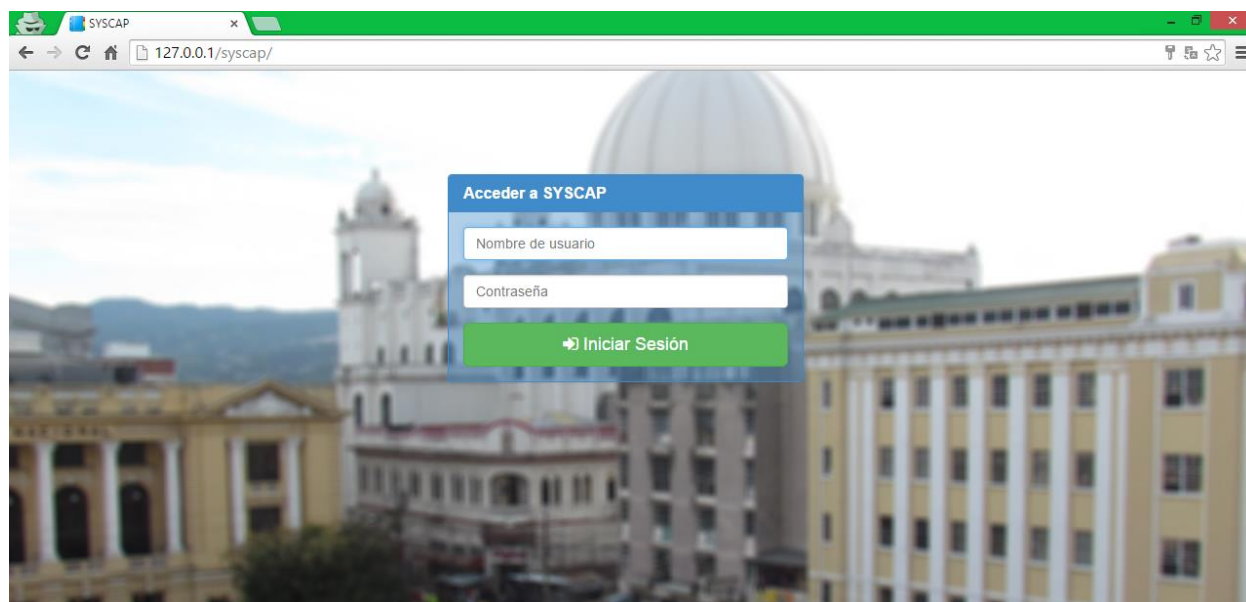 SYSCAP
127.0.0.1/syscap/
Acceder a SYSCAP
Nombre de usuario
Contraseña
Iniciar Sesión